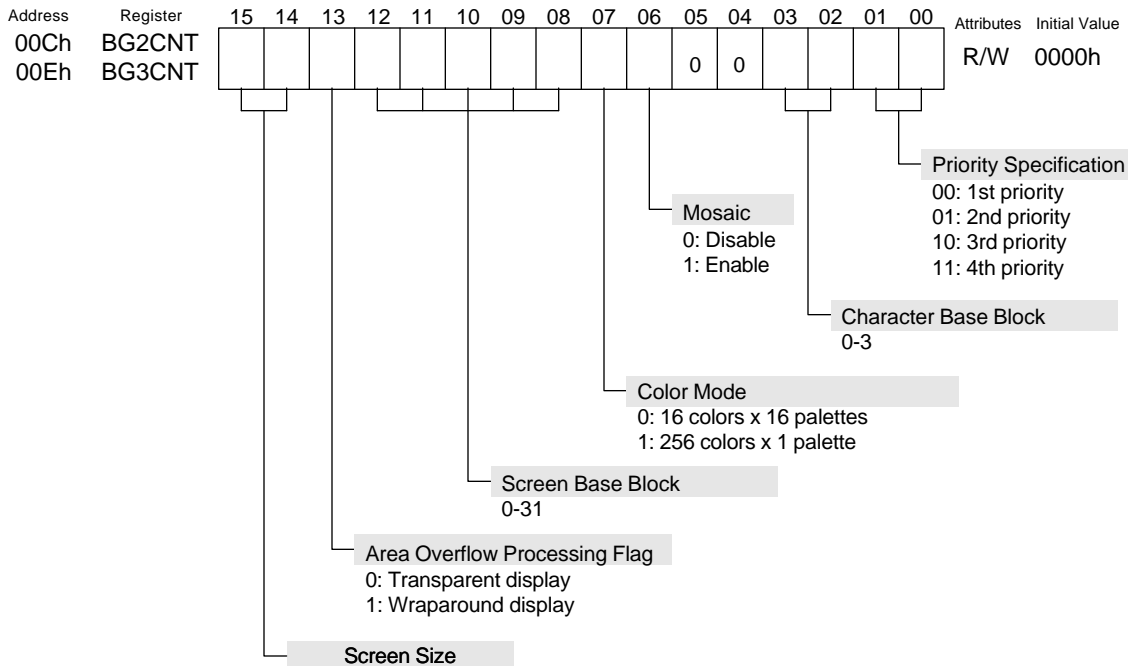 Address Register 15 14 13 12 11 10 09 08 07 06 05 04 03 02 01 00 Attributes Initial Value
00Ch BG2CNT
00Eh BG3CNT
0 0
R/W 0000h
Priority Specification
00: 1st priority
01: 2nd priority
10: 3rd priority
11: 4th priority
Mosaic
0: Disable
1: Enable
Character Base Block
0-3
Color Mode
0: 16 colors x 16 palettes
1: 256 colors x 1 palette
Screen Base Block
0-31
Area Overflow Processing Flag
0: Transparent display
1: Wraparound display
Screen Size